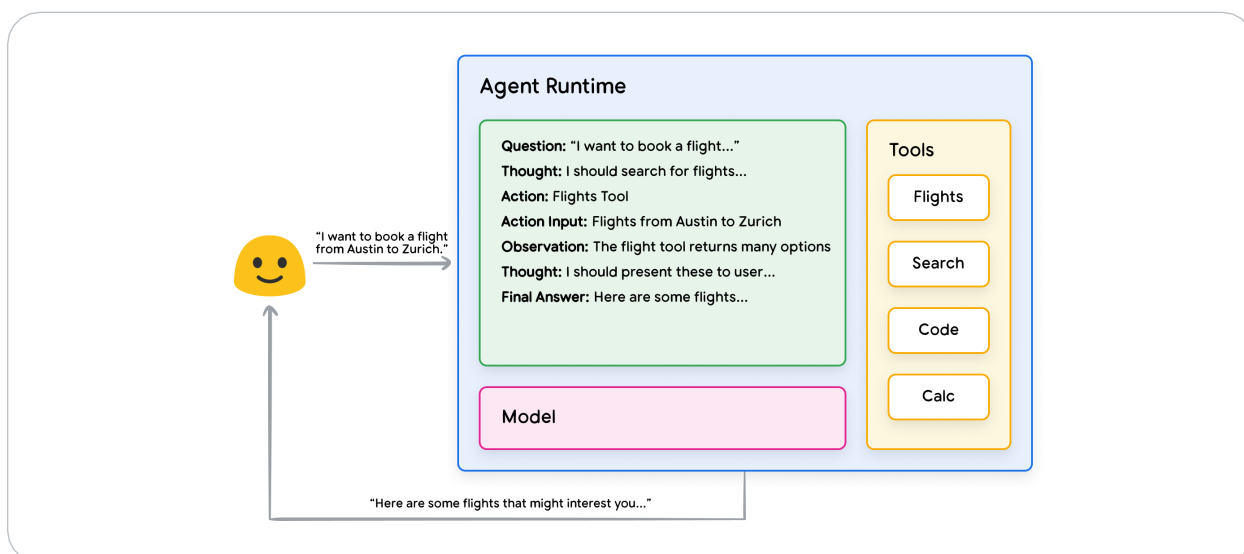 Agent Runtime
Question: “I want to book a flight...”
Thought: I should search for flights...
Action: Flights Tool
Action Input: Flights from Austin to Zurich
Observation: The flight tool returns many options
Thought: I should present these to user...
Final Answer: Here are some flights...
Tools
Flights
Search
Code
Calc
“I want to book a flight
from Austin to Zurich.”
Model
“Here are some flights that might interest you...”